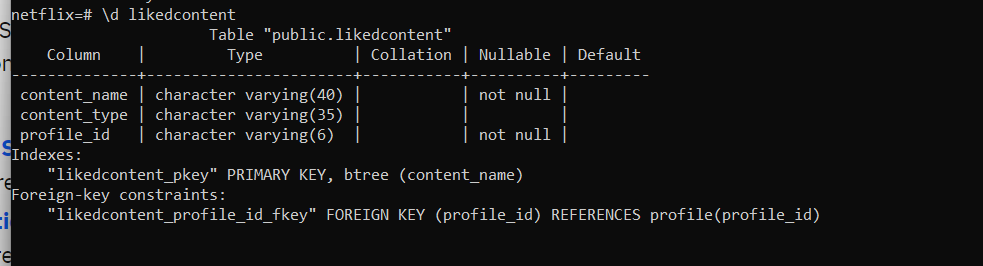 netflix=# \d likedcontent
                      Table "public.likedcontent"
    Column    |         Type          | Collation | Nullable | Default
--------------+-----------------------+-----------+----------+---------
 content_name | character varying(40) |           | not null |
 content_type | character varying(35) |           |          |
 profile_id   | character varying(6)  |           | not null |
Indexes:
    "likedcontent_pkey" PRIMARY KEY, btree (content_name)
Foreign-key constraints:
    "likedcontent_profile_id_fkey" FOREIGN KEY (profile_id) REFERENCES profile(profile_id)